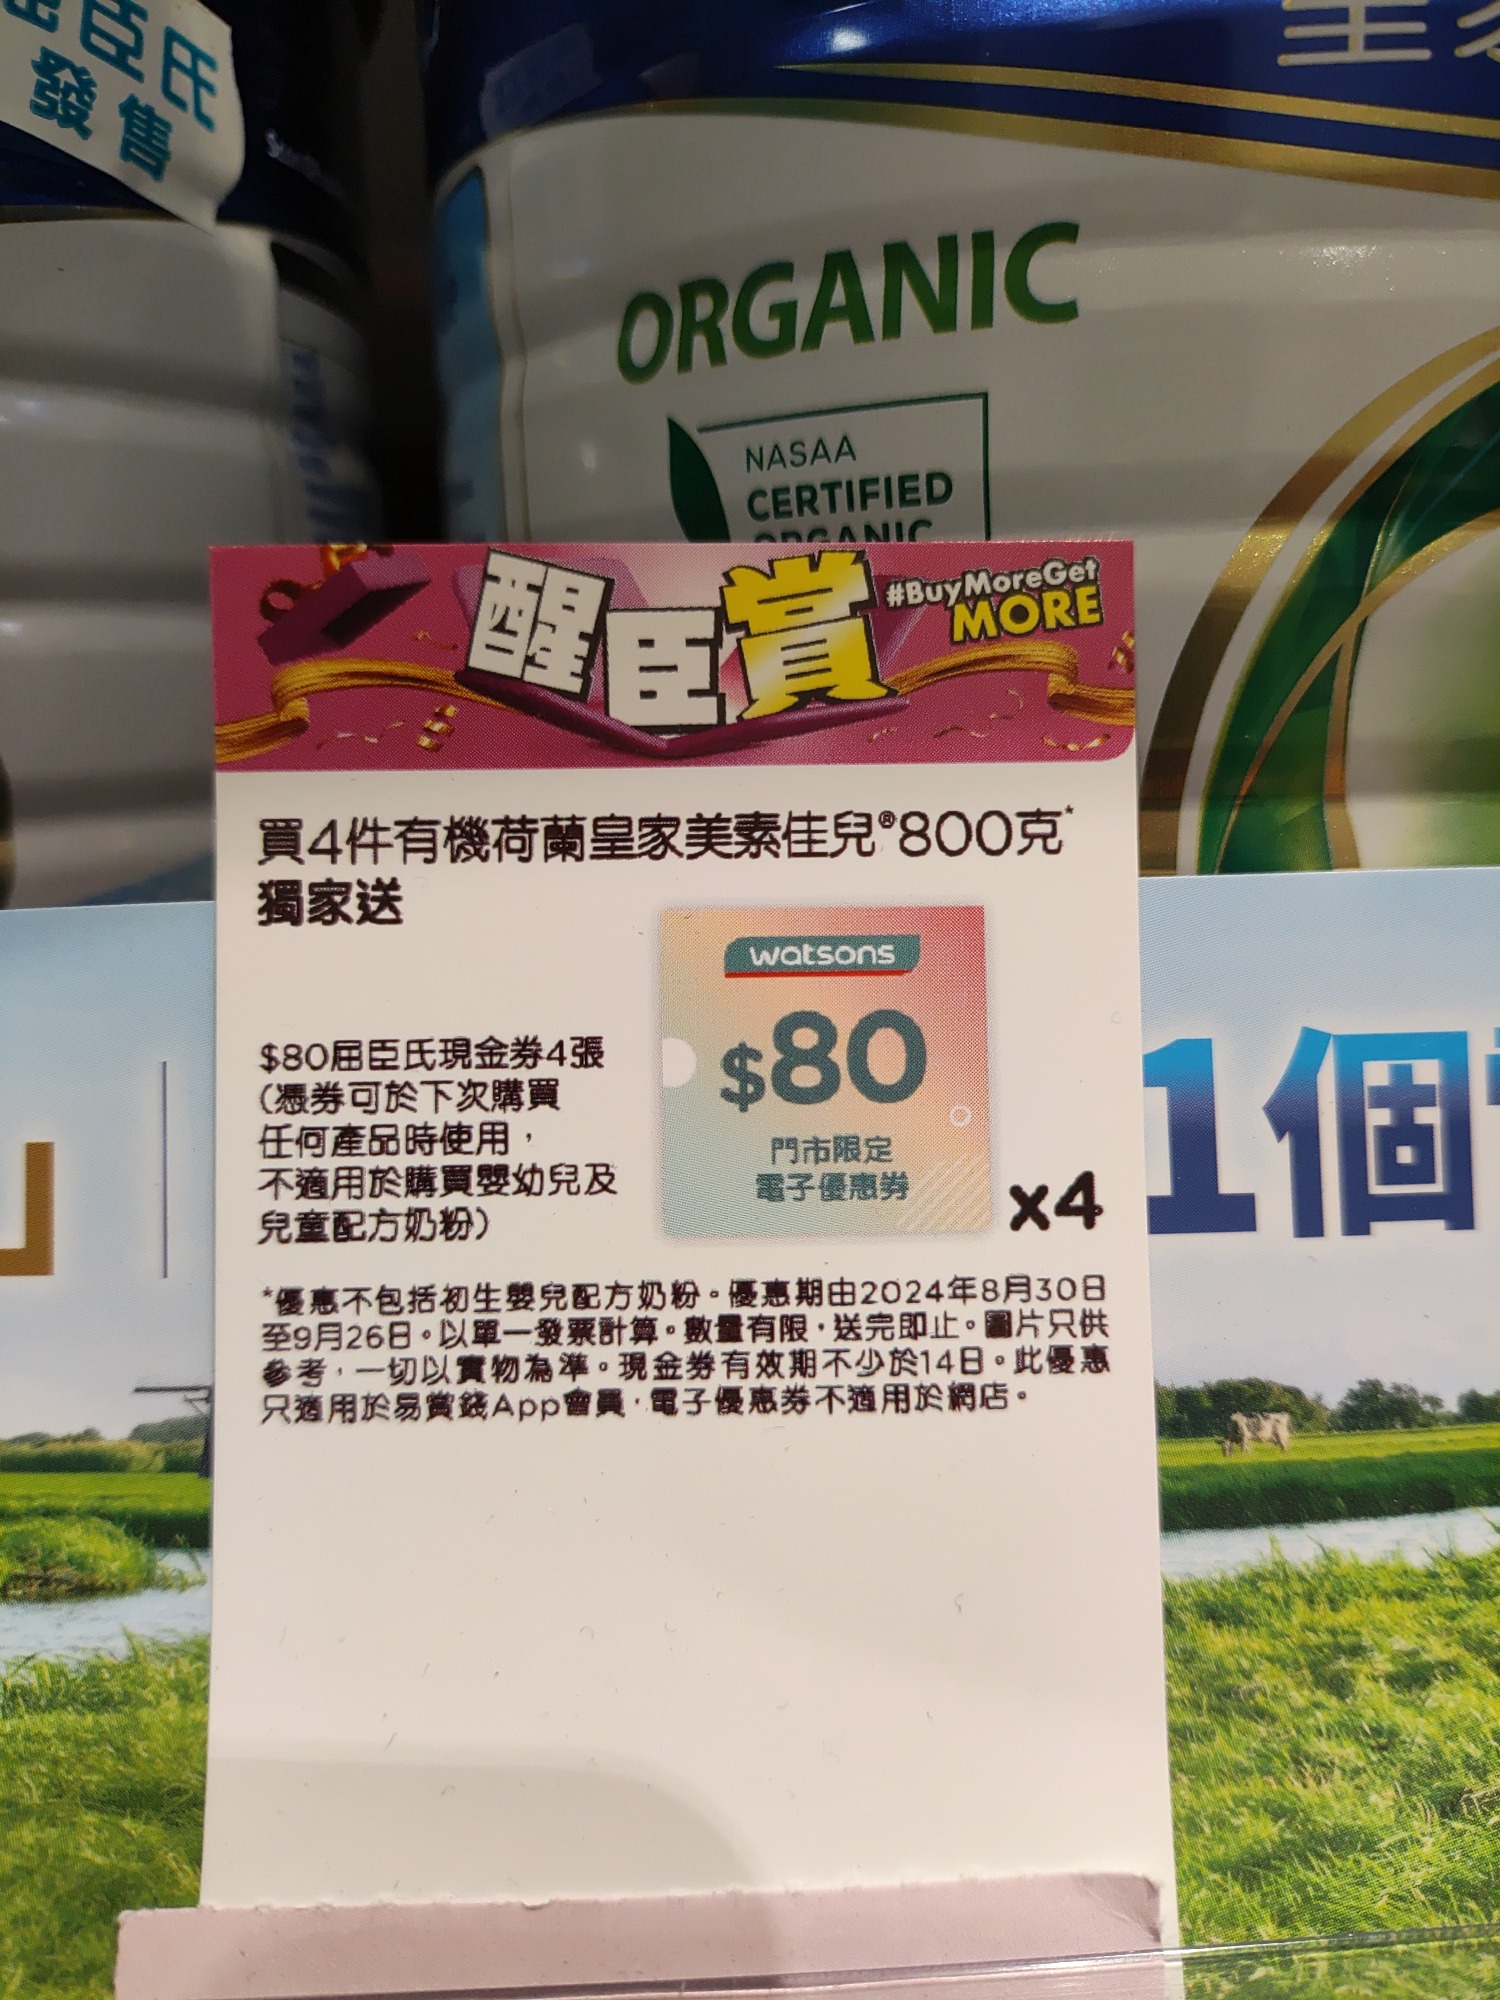 臣氏
發售
皇
ORGANIC
NASAA
CERTIFIED
ORGANIC
醒臣賞
#BuyMoreGet
MORE
買4件有機荷蘭皇家美素佳兒®800克*
獨家送
watsons
$80
門市限定
電子優惠券
x4
$80屈臣氏現金券4張
(憑券可於下次購買
任何產品時使用，
不適用於購買嬰幼兒及
兒童配方奶粉)
*優惠不包括初生嬰兒配方奶粉。優惠期由2024年8月30日
至9月26日。以單一發票計算。數量有限，送完即止。圖片只供
參考，一切以實物為準。現金券有效期不少於14日。此優惠
只適用於易賞錢App會員，電子優惠券不適用於網店。
1個